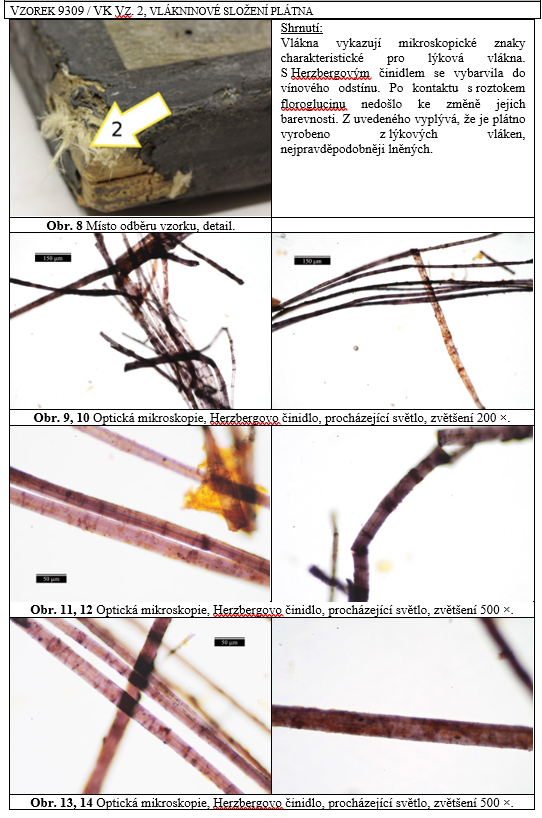 VZOREK 9309 / VK VZ. 2, VLÁKNINOVÉ SLOŽENÍ PLÁTNA
2
Shrnutí:
Vlákna vykazují mikroskopické znaky
charakteristické pro lýková vlákna.
S Herzbergovým činidlem se vybarvila do
vínového odstínu. Po kontaktu s roztokem
floroglucinu nedošlo ke změně jejich
barevnosti. Z uvedeného vyplývá, že je plátno
vyrobeno z lýkových vláken,
nejpravděpodobněji lněných.
Obr. 8 Místo odběru vzorku, detail.
150 µm
150 µm
Obr. 9, 10 Optická mikroskopie, Herzbergovo činidlo, procházející světlo, zvětšení 200 ×.
50 µm
Obr. 11, 12 Optická mikroskopie, Herzbergovo činidlo, procházející světlo, zvětšení 500 ×.
50 µm
Obr. 13, 14 Optická mikroskopie, Herzbergovo činidlo, procházející světlo, zvětšení 500 ×.